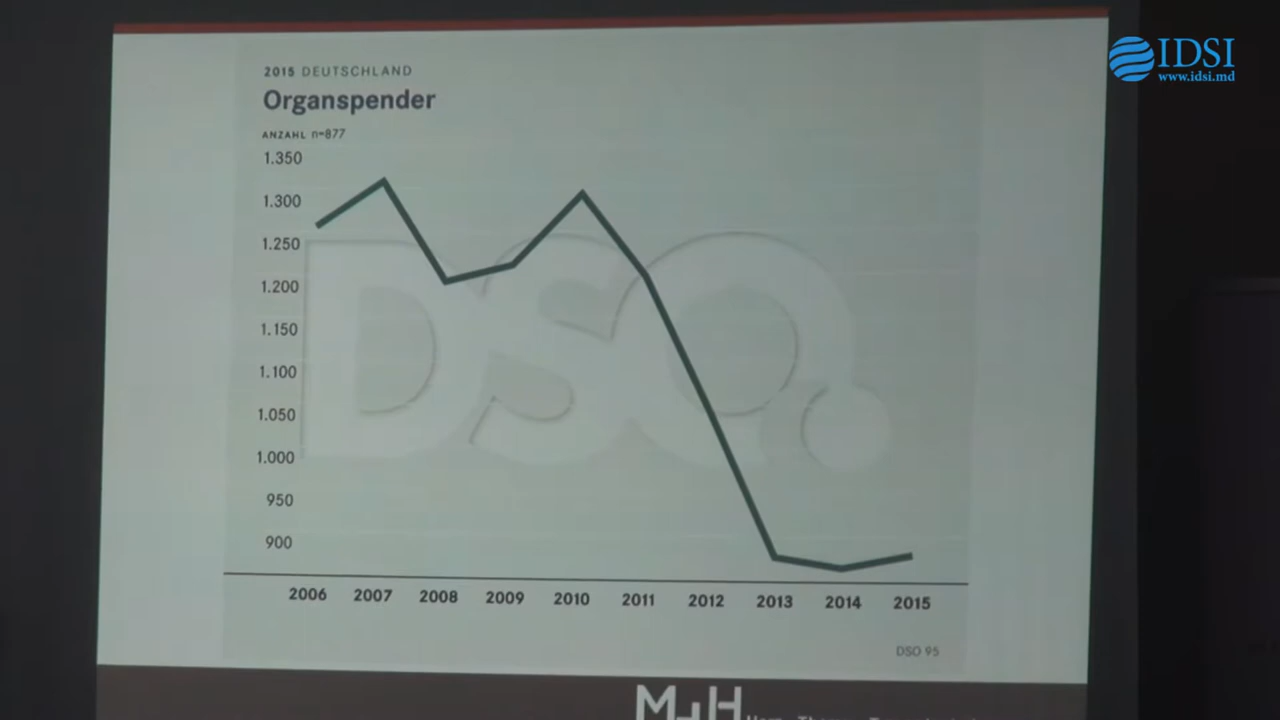 IDSI
www.idsi.md
2015 DEUTSCHLAND
Organspender
ANZAHL n=877
1.350
1.300
1.250
1.200
1.150
1.100
1.050
1.000
950
900
DSO.
2006 2007 2008 2009 2010 2011 2012 2013 2014 2015
DSO 95